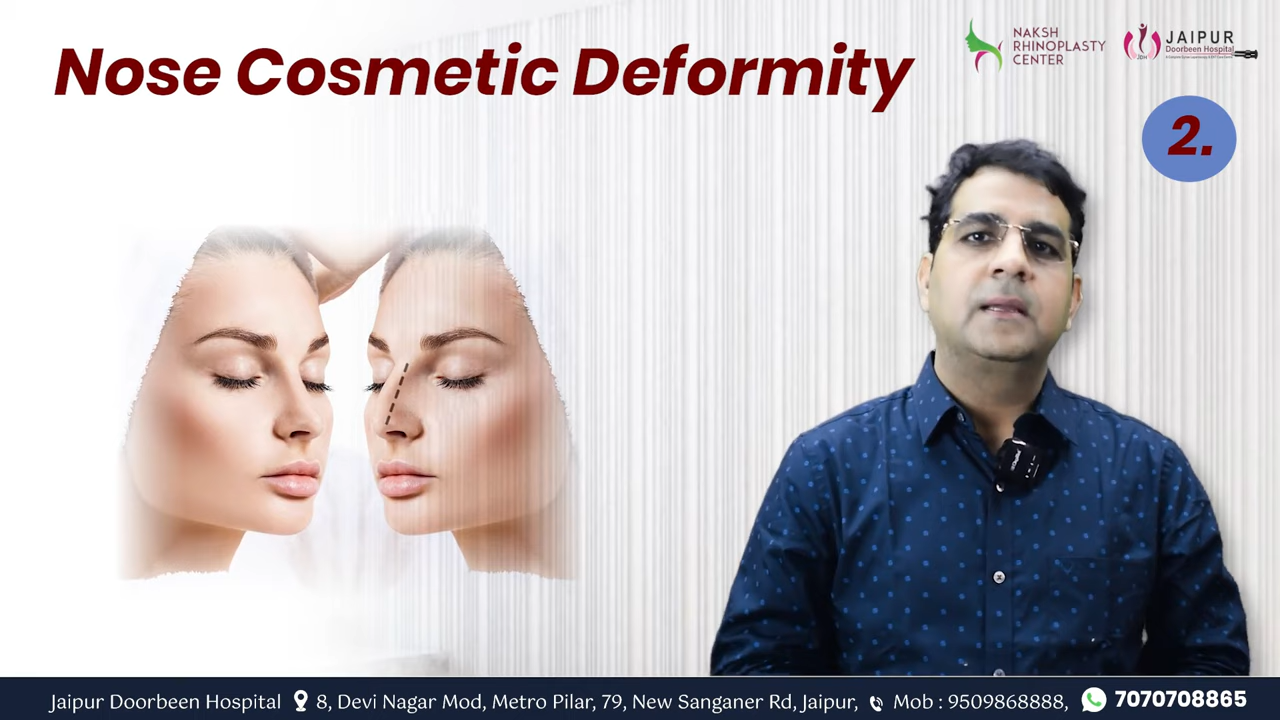 Nose Cosmetic Deformity
NAKSH
RHINOPLASTY
CENTER
JAIPUR
Doorbeen Hospital
JDH
2.
Jaipur Doorbeen Hospital 8, Devi Nagar Mod, Metro Pilar, 79, New Sanganer Rd, Jaipur, Mob : 9509868888, 7070708865